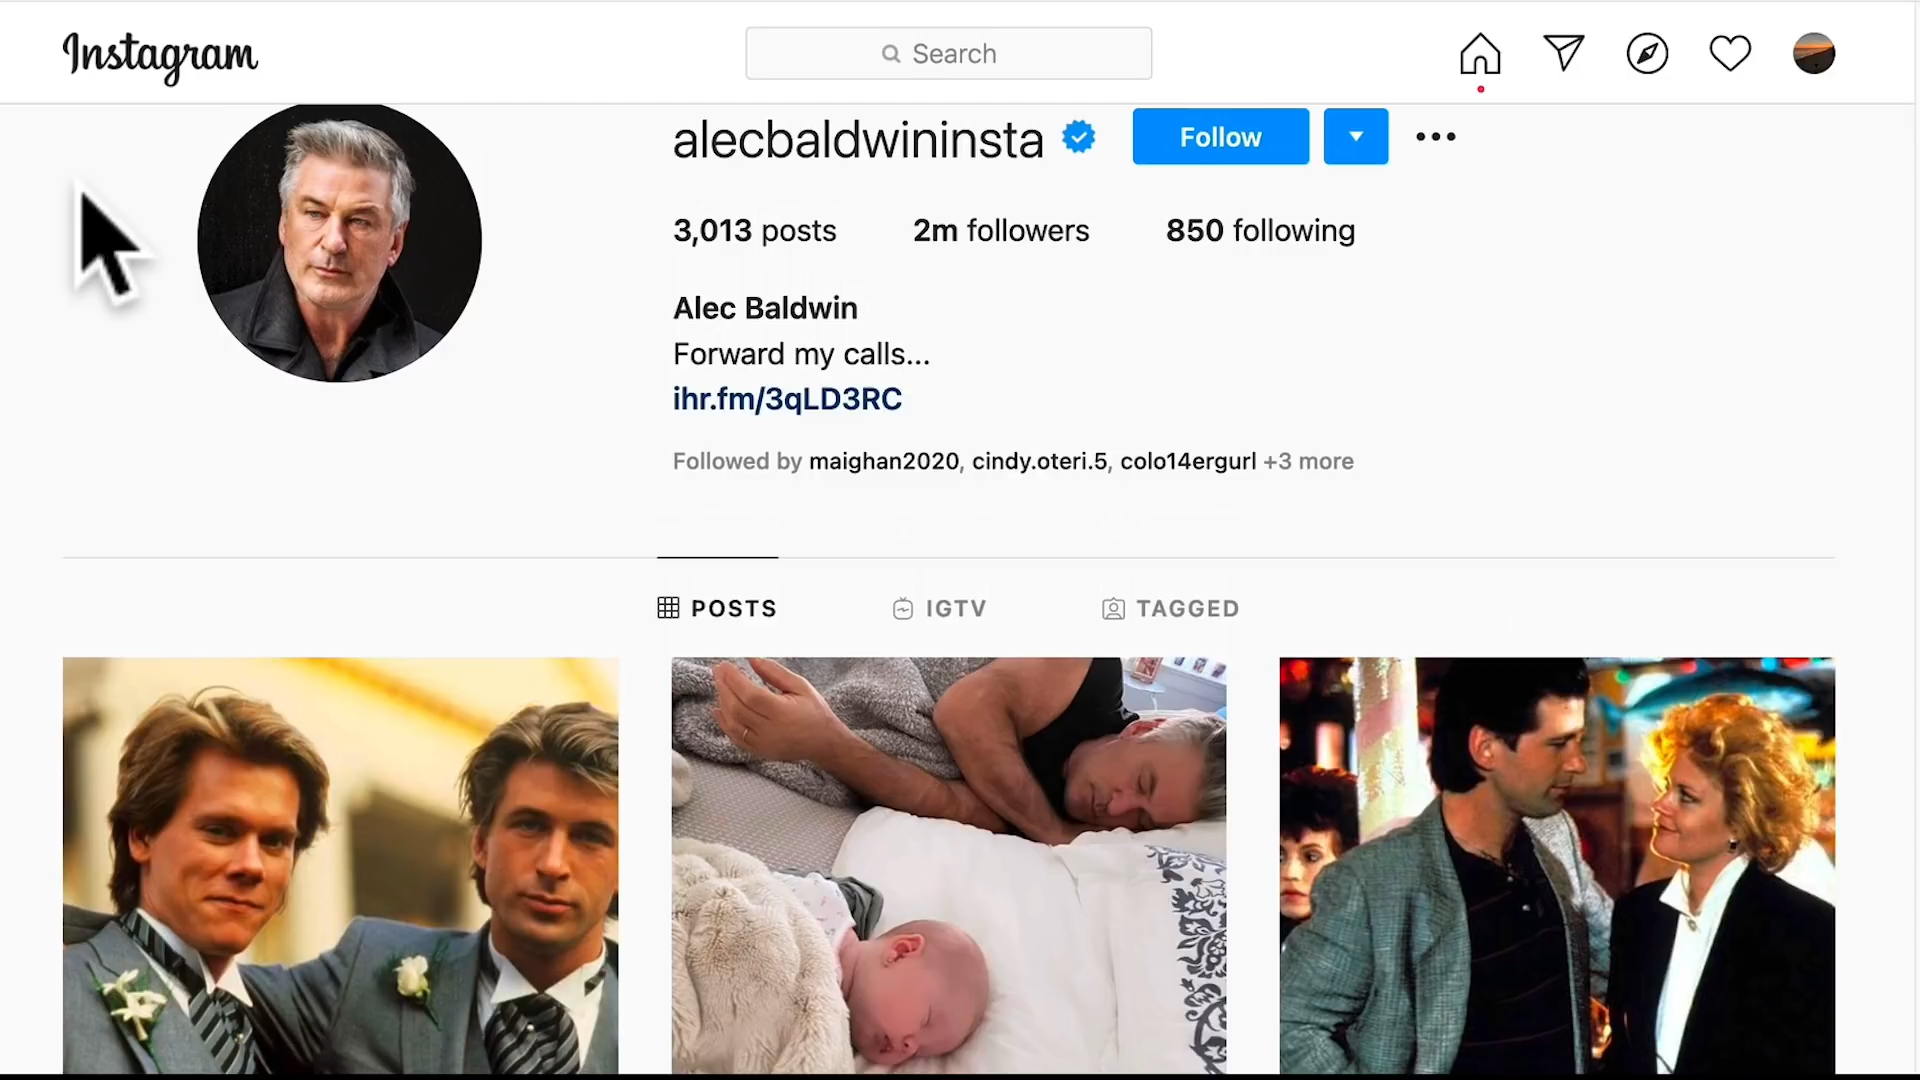 Instagram
Search
alecbaldwininsta
Follow
3,013 posts 2m followers 850 following
Alec Baldwin
Forward my calls...
ihr.fm/3qLD3RC
Followed by maighan2020, cindy.oteri.5, colo14ergurl +3 more
POSTS IGTV TAGGED